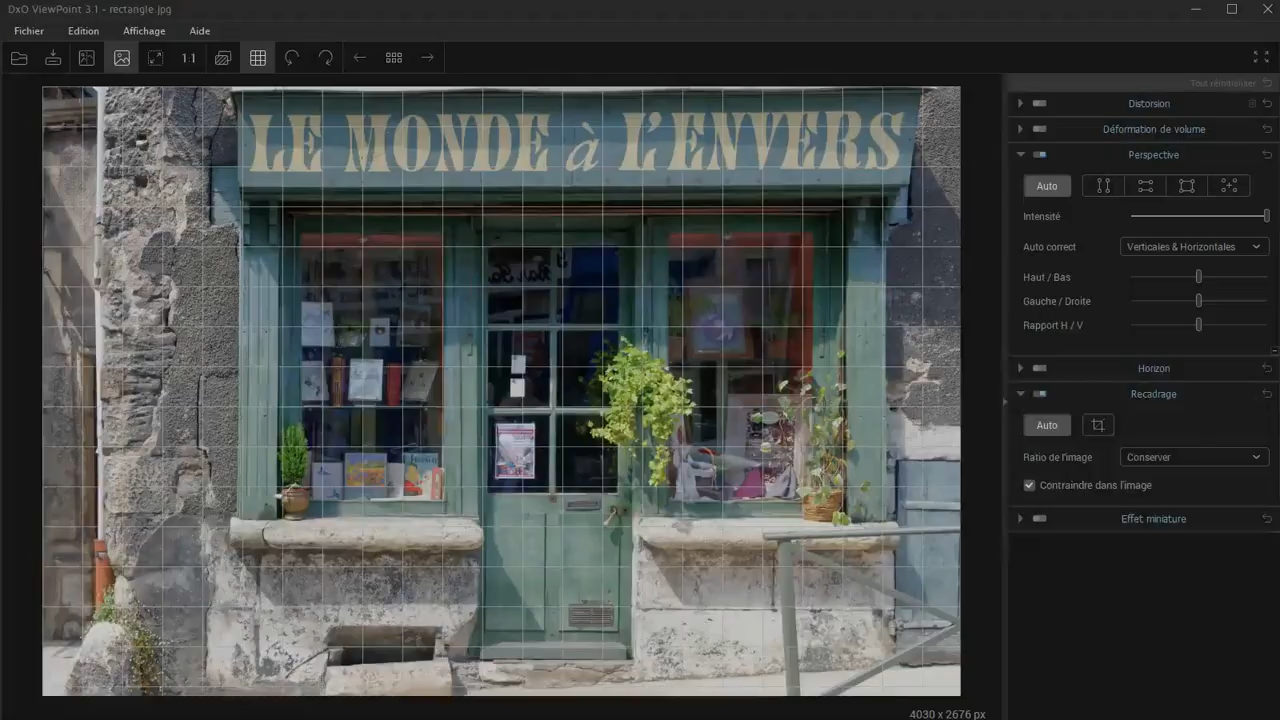 DxO ViewPoint 3.1 - rectangle.jpg
Fichier Edition Affichage Aide
1:1
Tout réinitialiser
Distorsion
Déformation de volume
Perspective
Auto
Intensité
Auto correct Verticales & Horizontales
Haut / Bas
Gauche / Droite
Rapport H / V
Horizon
Recadrage
Auto
Ratio de l'image Conserver
Contraindre dans l'image
Effet miniature
LE MONDE à L'ENVERS
4030 x 2676 px